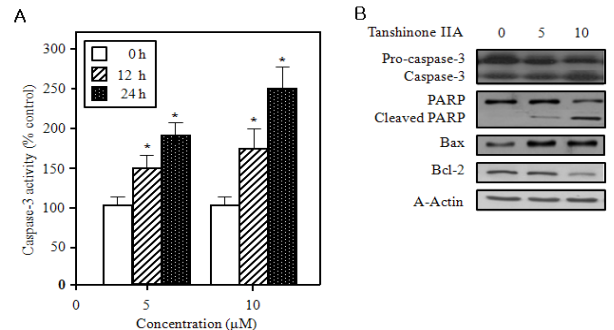 A
Caspase-3 activity (% control)
300
250
200
150
100
50
0
0 h
12 h
24 h
*
*
*
*
0
5
10
Concentration (μM)
B
Tanshinone IIA 0 5 10
Pro-caspase-3
Caspase-3
PARP
Cleaved PARP
Bax
Bcl-2
A-Actin